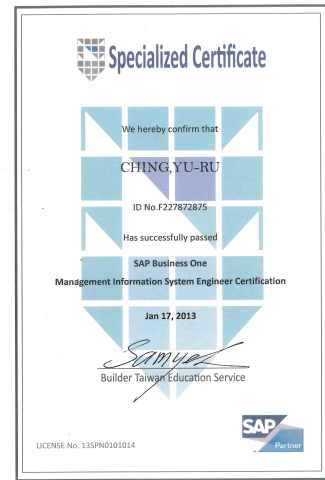 Specialized Certificate
We hereby confirm that
CHING,YU-RU
ID No.F227872875
Has successfully passed
SAP Business One
Management Information System Engineer Certification
Jan 17, 2013
Samyeh
Builder Taiwan Education Service
SAP
Partner
LICENSE No. 13SPN0101014